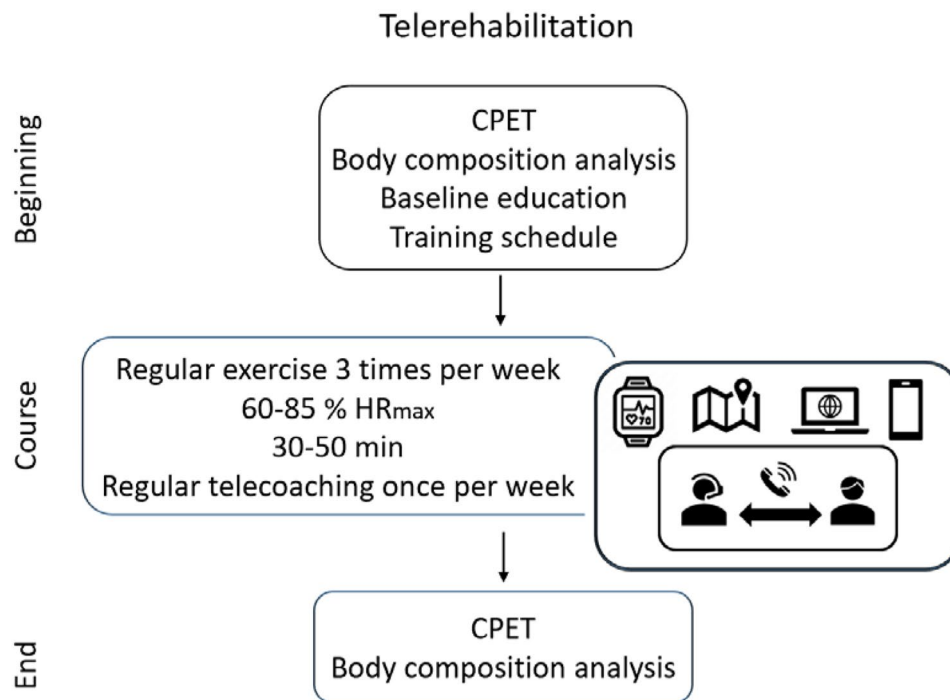 Telerehabilitation
Beginning
CPET
Body composition analysis
Baseline education
Training schedule
Course
Regular exercise 3 times per week
60-85 % HRmax
30-50 min
Regular telecoaching once per week
70
End
CPET
Body composition analysis